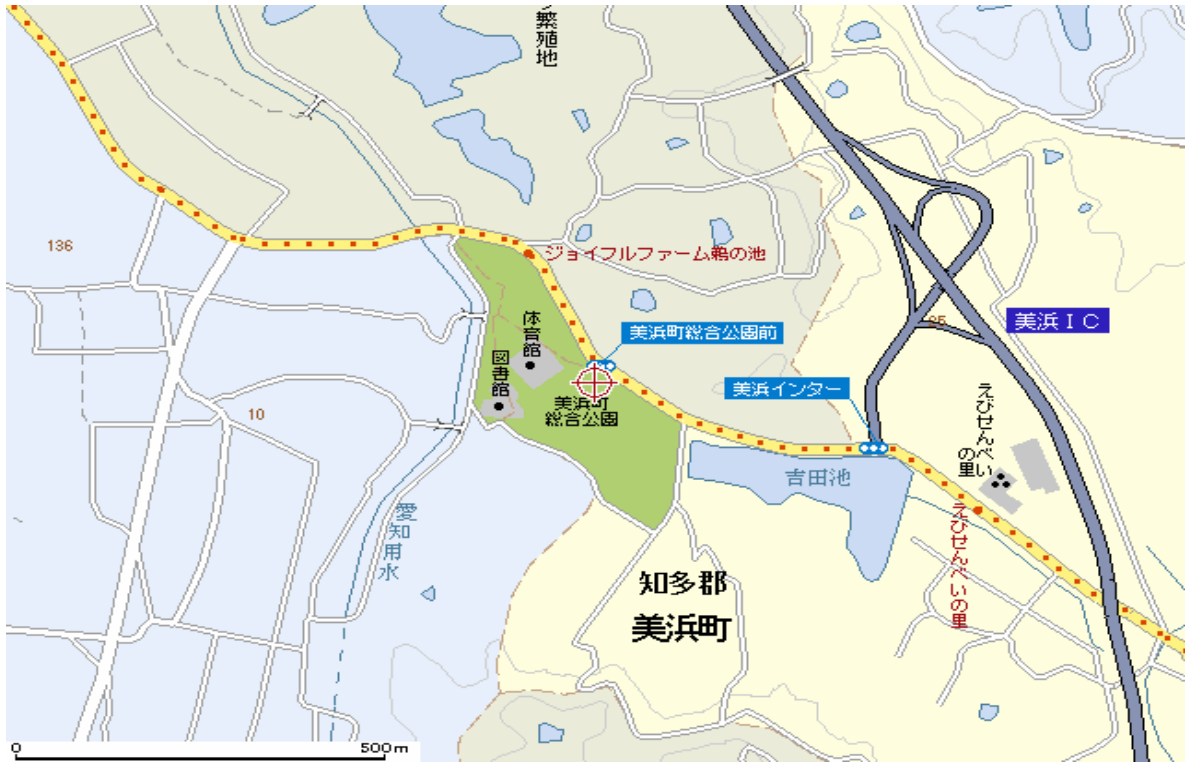 繁殖地
136
ジョイフルファーム鵜の池
体育館
図書館
美浜町総合公園前
美浜町
総合公園
10
美浜IC
美浜インター
えびせんべい
の里
吉田池
えびせんべいの里
愛知用水
知多郡
美浜町
0 500m